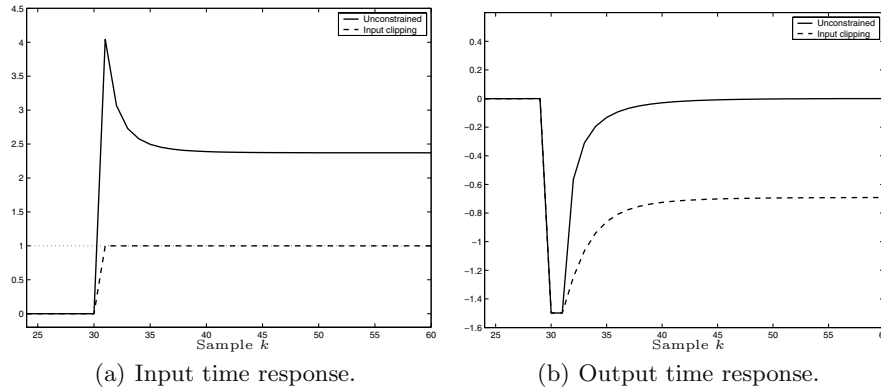 4.5
4
3.5
3
2.5
2
1.5
1
0.5
0
25 30 35 40 45 50 55 60
Unconstrained
Input clipping
Sample k
(a) Input time response.
0.4
0.2
0
−0.2
−0.4
−0.6
−0.8
−1
−1.2
−1.4
−1.6
25 30 35 40 45 50 55 60
Unconstrained
Input clipping
Sample k
(b) Output time response.